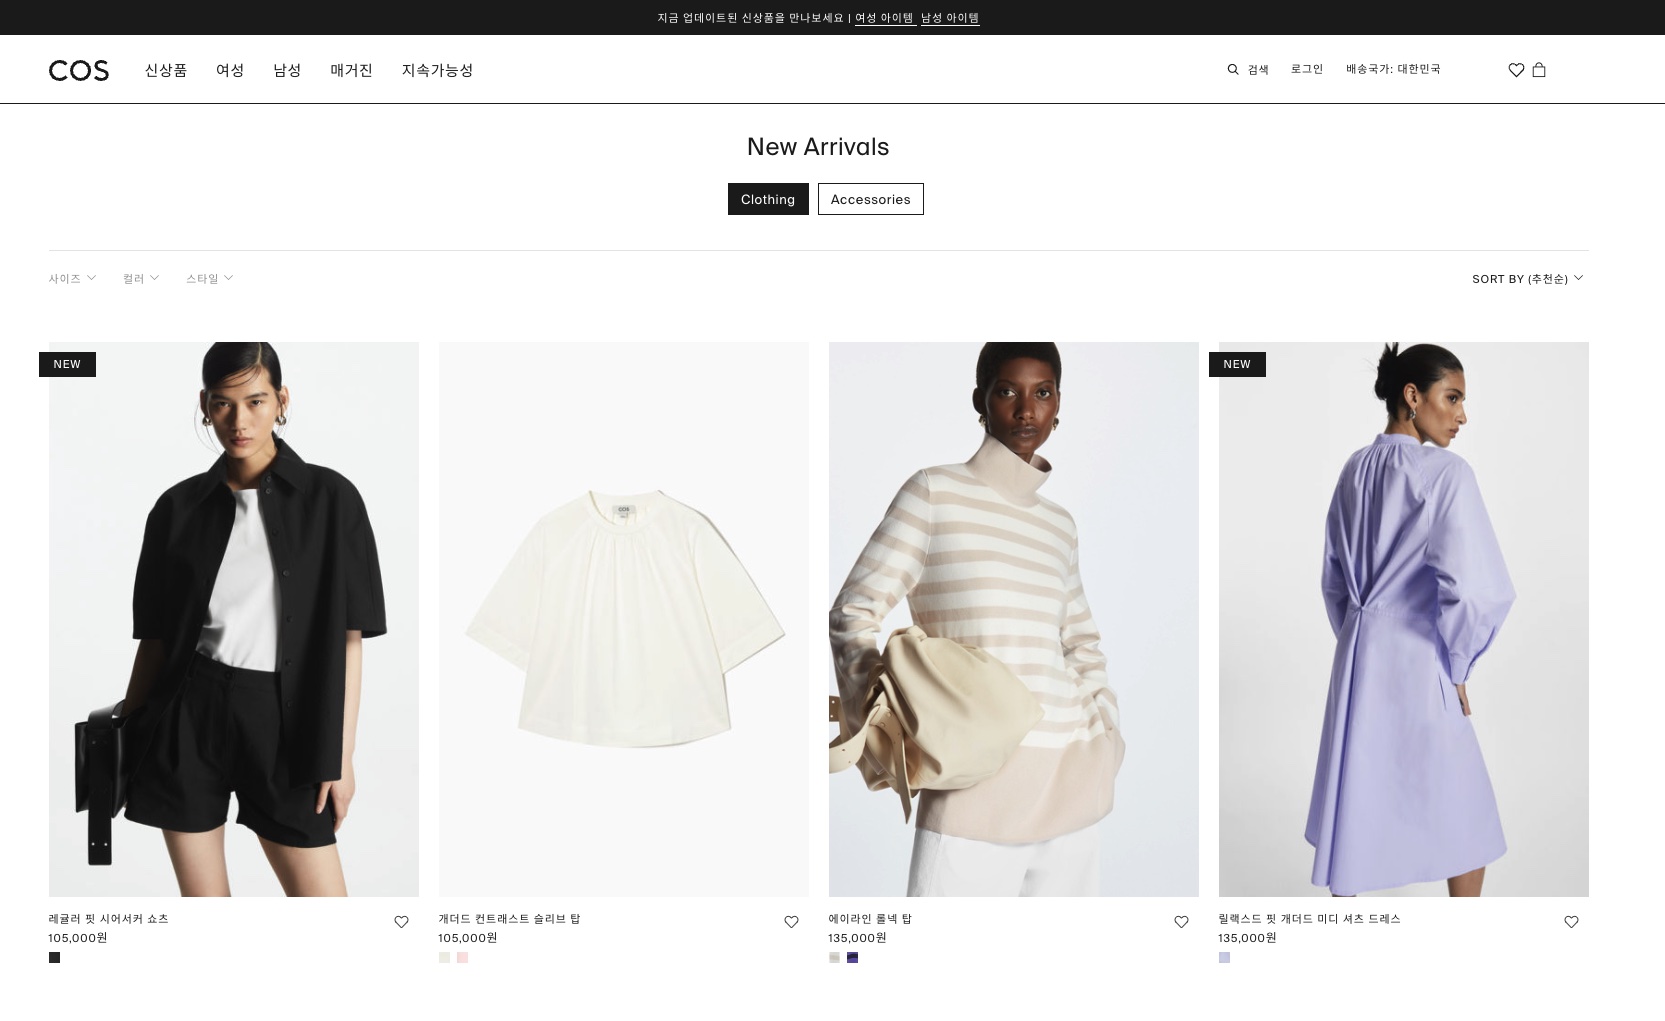 지금 업데이트된 신상품을 만나보세요 | 여성 아이템 남성 아이템
COS 신상품 여성 남성 매거진 지속가능성 검색 로그인 배송국가: 대한민국
New Arrivals
Clothing Accessories
사이즈 컬러 스타일 SORT BY (추천순)
NEW NEW
COS
레귤러 핏 시어서커 쇼츠 개더드 컨트래스트 슬리브 탑 에이라인 롤넥 탑 릴랙스드 핏 개더드 미디 셔츠 드레스
105,000원 105,000원 135,000원 135,000원